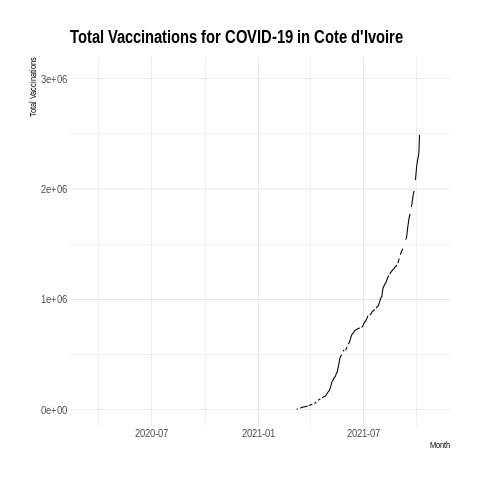 Total Vaccinations for COVID-19 in Cote d'Ivoire
Total Vaccinations
3e+06
2e+06
1e+06
0e+00
2020-07 2021-01 2021-07
Month